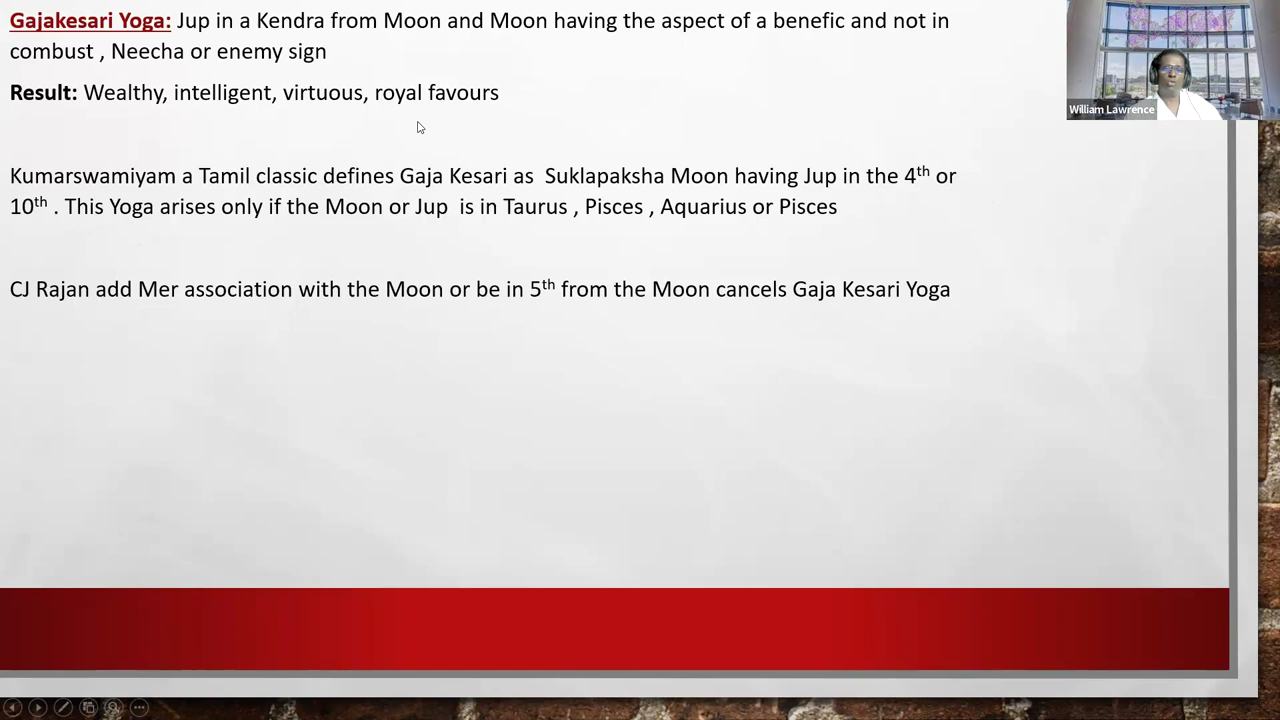 Gajakesari Yoga: Jup in a Kendra from Moon and Moon having the aspect of a benefic and not in
combust , Neecha or enemy sign
Result: Wealthy, intelligent, virtuous, royal favours
William Lawrence
Kumarswamiyam a Tamil classic defines Gaja Kesari as  Suklapaksha Moon having Jup in the 4th or
10th . This Yoga arises only if the Moon or Jup  is in Taurus , Pisces , Aquarius or Pisces
CJ Rajan add Mer association with the Moon or be in 5th from the Moon cancels Gaja Kesari Yoga